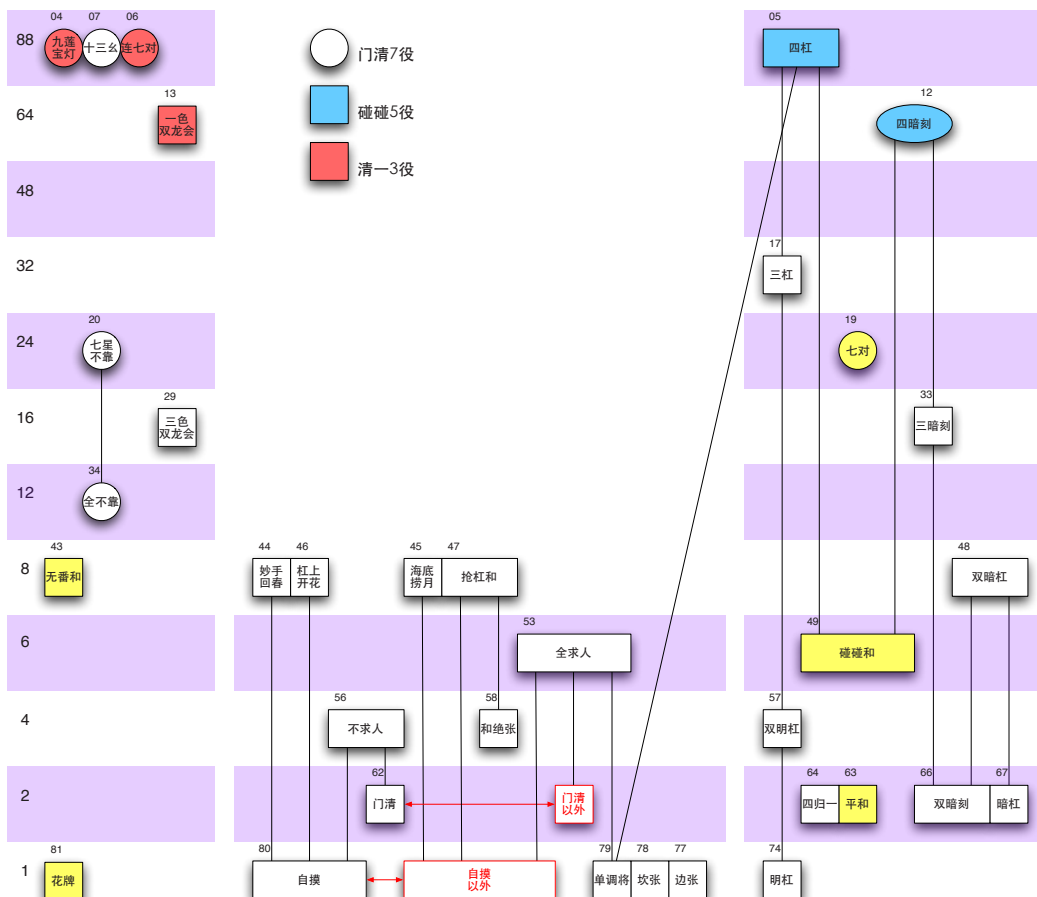 04 07 06 05
88 九莲 十三幺 连七对 四杠
宝灯
门清7役
13 12
64 一色 碰碰5役 四暗刻
双龙会
清一3役
48
17
32 三杠
20 19
24 七星 七对
不靠
29 33
16 三色 三暗刻
双龙会
34
12 全不靠
43 44 46 45 47 48
8 无番和 妙手 杠上 海底 抢杠和 双暗杠
回春 开花 捞月
53 49
6 全求人 碰碰和
56 58 57
4 不求人 和绝张 双明杠
62 64 63 66 67
2 门清 门清 四归一 平和 双暗刻 暗杠
以外
81 80 79 78 77 74
1 花牌 自摸 自摸 单调将 坎张 边张 明杠
以外